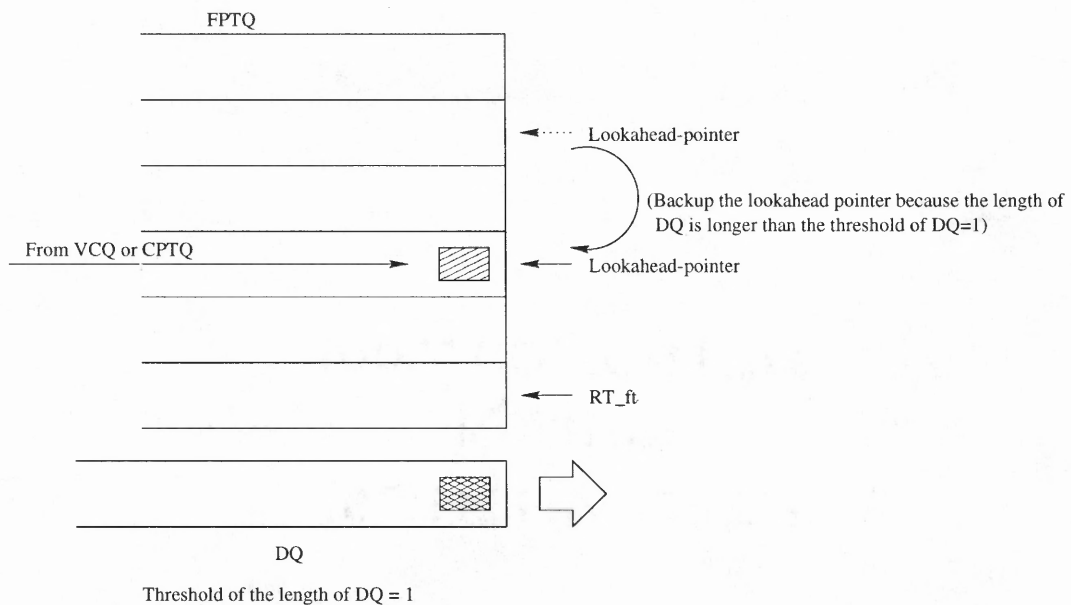 FPTQ
Lookahead-pointer
(Backup the lookahead pointer because the length of
DQ is longer than the threshold of DQ=1)
From VCQ or CPTQ
Lookahead-pointer
RT_ft
DQ
Threshold of the length of DQ = 1